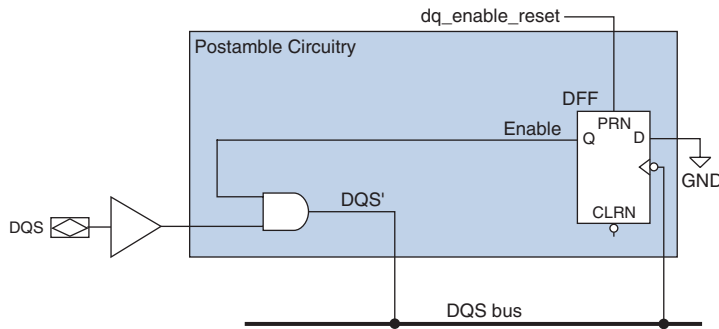 dq_enable_reset
Postamble Circuitry
DFF
PRN
Enable
Q
D
GND
DQS'
CLRN
DQS
DQS bus